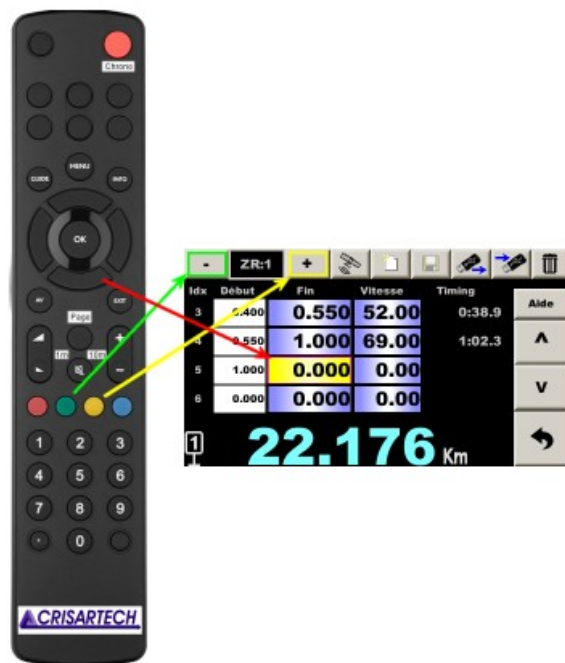 Chrono
MENU
GUIDE
INFO
OK
AV
EXIT
Page
+
1m
10m
-
1 2 3
4 5 6
7 8 9
0
ACRISARTECH
- ZR:1 +
Idx Début Fin Vitesse Timing
3 0.400 0.550 52.00 0:38.9
4 0.550 1.000 69.00 1:02.3
5 1.000 0.000 0.00
6 0.000 0.000 0.00
1 22.176 Km
Aide